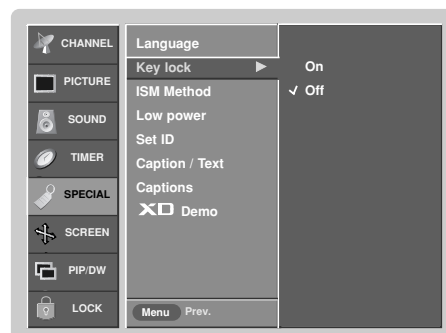 CHANNEL
PICTURE
SOUND
TIMER
SPECIAL
SCREEN
PIP/DW
LOCK
Language
Key lock
ISM Method
Low power
Set ID
Caption / Text
Captions
XD Demo
Menu Prev.
On
Off